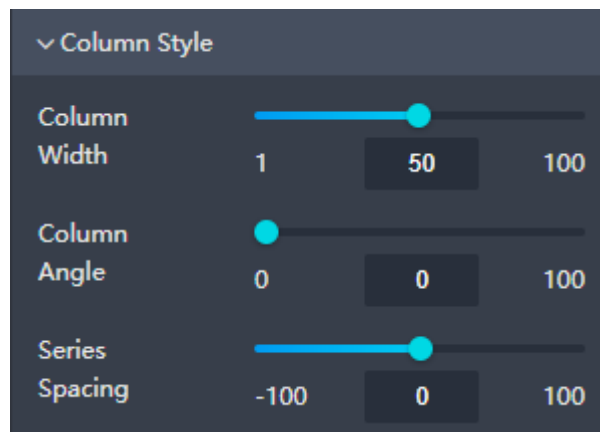 Column Style
Column
Width
1 50 100
Column
Angle
0 0 100
Series
Spacing
-100 0 100